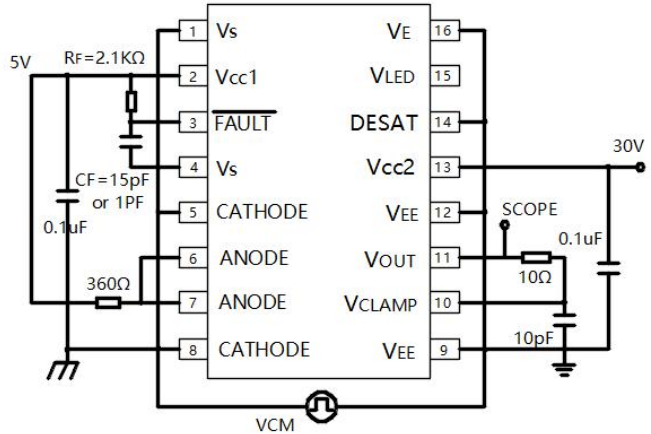 1 Vs VE 16
5V RF=2.1KΩ
2 Vcc1 VLED 15
3 FAULT DESAT 14
30V
4 Vs Vcc2 13
CF=15pF
or 1PF
5 CATHODE VEE 12
SCOPE
0.1uF
0.1uF
6 ANODE VOUT 11
10Ω
360Ω
7 ANODE VCLAMP 10
10pF
8 CATHODE VEE 9
VCM